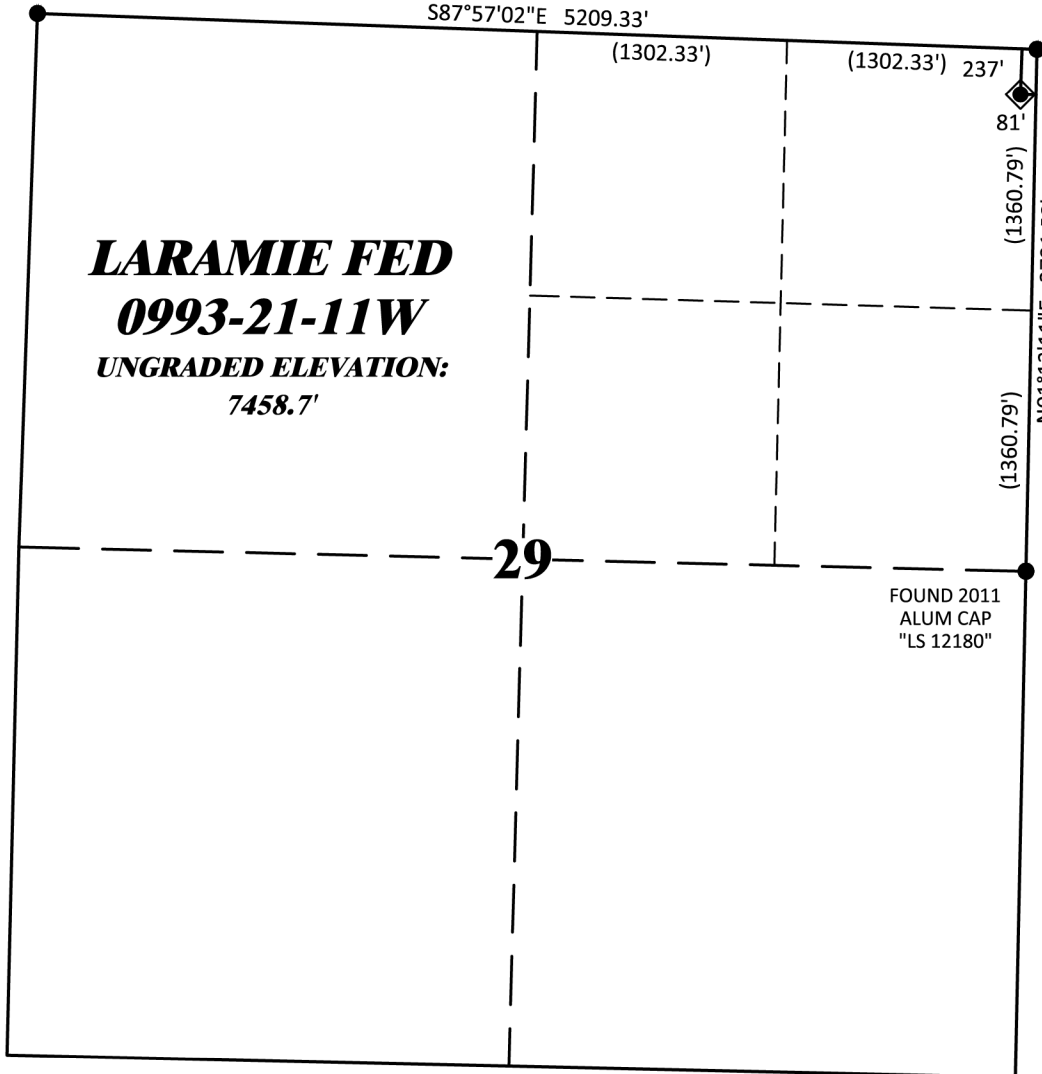 S87°57'02"E 5209.33'
(1302.33')
(1302.33')
237'
81'
(1360.79')
LARAMIE FED
0993-21-11W
UNGRADED ELEVATION:
7458.7'
(1360.79')
29
FOUND 2011
ALUM CAP
"LS 12180"